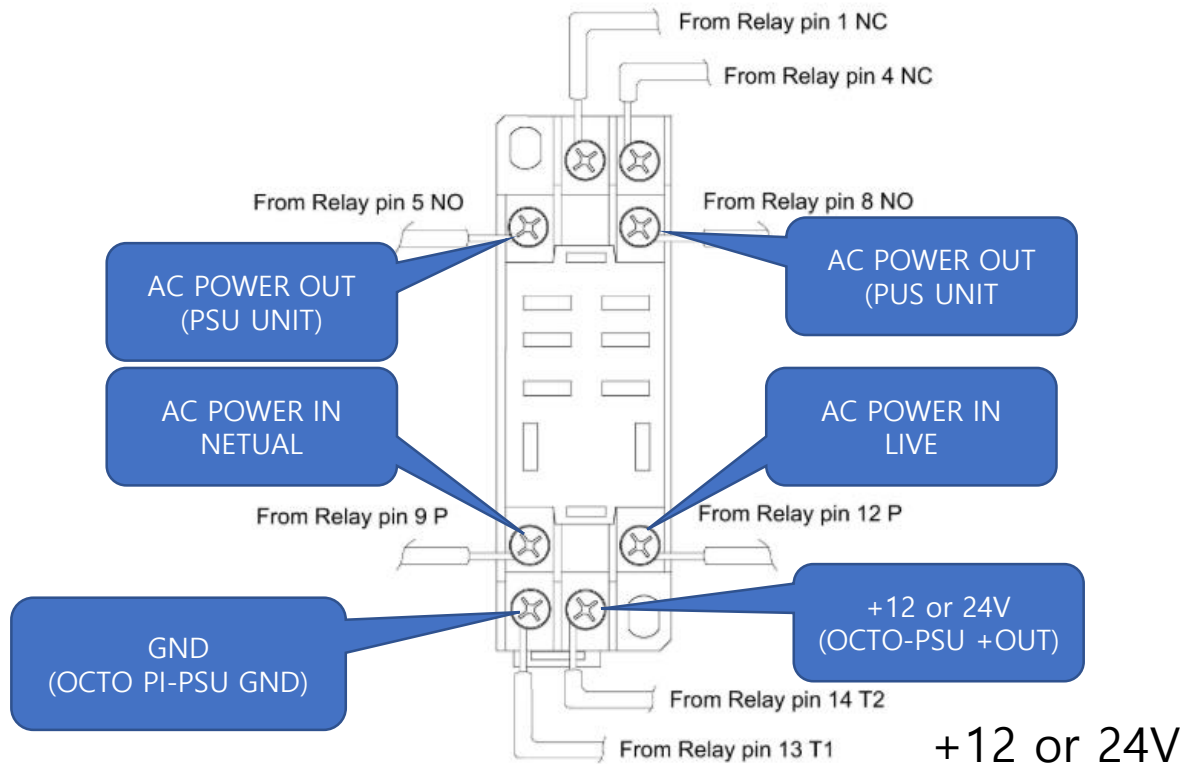 From Relay pin 1 NC
From Relay pin 4 NC
From Relay pin 5 NO
From Relay pin 8 NO
AC POWER OUT
(PSU UNIT)
AC POWER OUT
(PUS UNIT
AC POWER IN
NETUAL
AC POWER IN
LIVE
From Relay pin 9 P
From Relay pin 12 P
GND
(OCTO PI-PSU GND)
+12 or 24V
(OCTO-PSU +OUT)
From Relay pin 14 T2
From Relay pin 13 T1
+12 or 24V